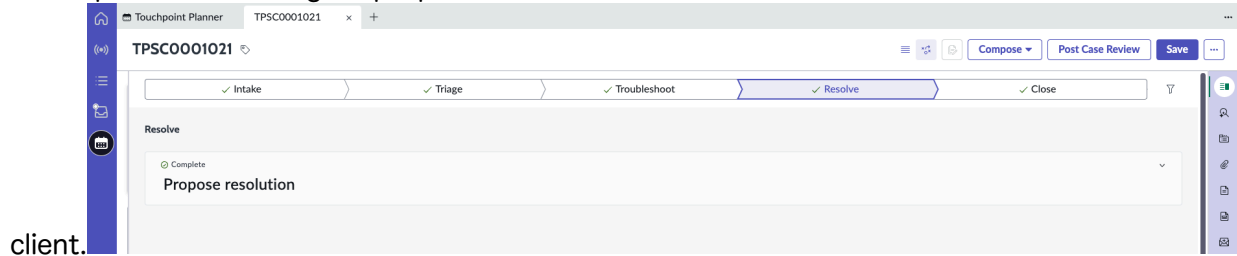 Touchpoint Planner TPSC0001021 × +
TPSC0001021 Compose Post Case Review Save
Intake Triage Troubleshoot Resolve Close
Resolve
Complete
Propose resolution
client.